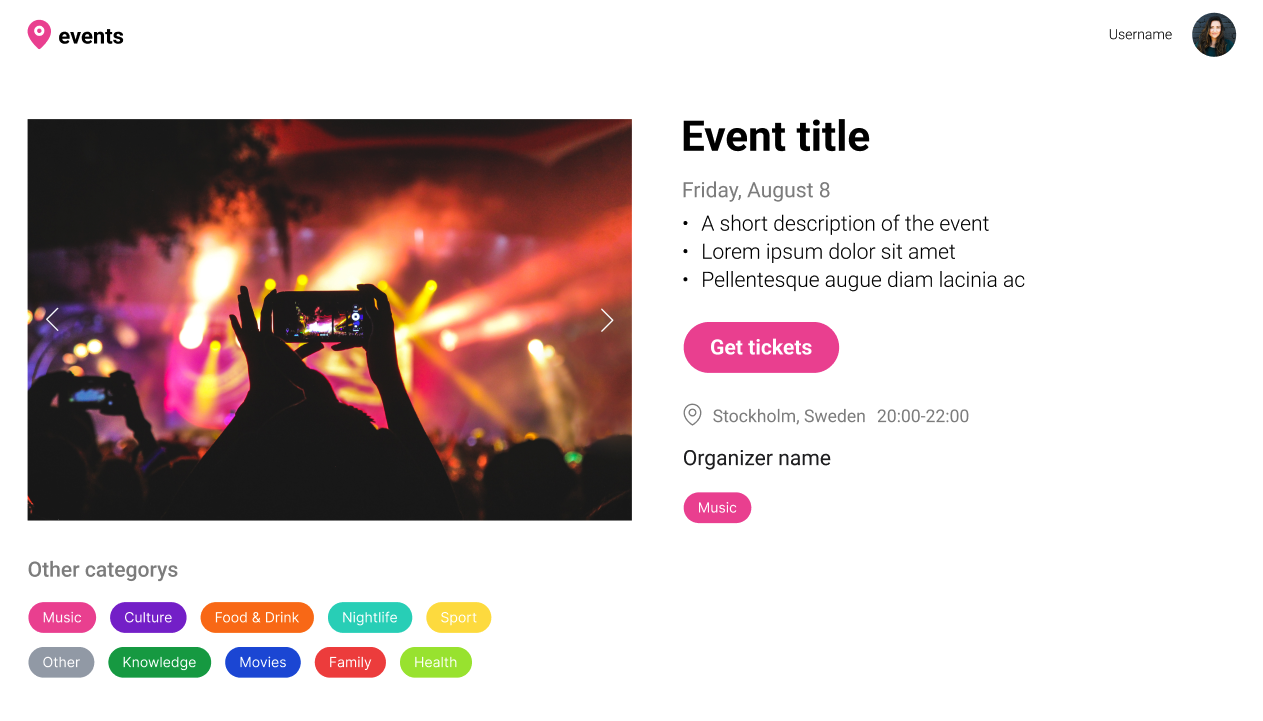 events
Username
Event title
Friday, August 8
• A short description of the event
• Lorem ipsum dolor sit amet
• Pellentesque augue diam lacinia ac
Get tickets
Stockholm, Sweden 20:00-22:00
Organizer name
Music
Other categorys
Music Culture Food & Drink Nightlife Sport
Other Knowledge Movies Family Health